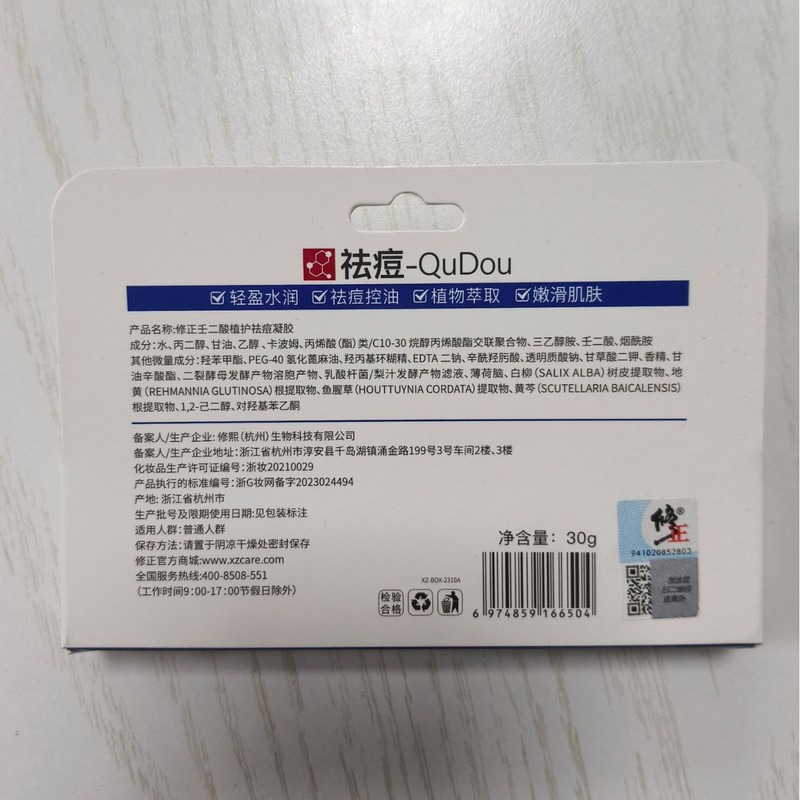 祛痘-QuDou
轻盈水润 祛痘控油 植物萃取 嫩滑肌肤
产品名称:修正壬二酸植护祛痘凝胶
成分:水、丙二醇、甘油、乙醇、卡波姆、丙烯酸(酯)类/C10-30 烷醇丙烯酸酯交联聚合物、三乙醇胺、壬二酸、烟酰胺
其他微量成分:羟苯甲酯、PEG-40 氢化蓖麻油、羟丙基环糊精、EDTA 二钠、辛酰羟肟酸、透明质酸钠、甘草酸二钾、香精、甘
油辛酸酯、二裂酵母发酵产物溶胞产物、乳酸杆菌/梨汁发酵产物滤液、薄荷脑、白柳(SALIX ALBA)树皮提取物、地
黄(REHMANNIA GLUTINOSA)根提取物、鱼腥草(HOUTTUYNIA CORDATA)提取物、黄芩(SCUTELLARIA BAICALENSIS)
根提取物、1,2-己二醇、对羟基苯乙酮
备案人/生产企业: 修熙(杭州)生物科技有限公司
备案人/生产企业地址:浙江省杭州市淳安县千岛湖镇涌金路199号3号车间2楼、3楼
化妆品生产许可证编号:浙妆20210029
产品执行的标准编号:浙G妆网备字2023024494
产地: 浙江省杭州市
生产批号及限期使用日期:见包装标注
适用人群:普通人群
保存方法:请置于阴凉干燥处密封保存
修正官方商城:www.xzcare.com
全国服务热线:400-8508-551
(工作时间9:00-17:00节假日除外)
净含量: 30g
XZ-BDX-2310A
检验
合格
6 974859 166504
修正®
941020852803